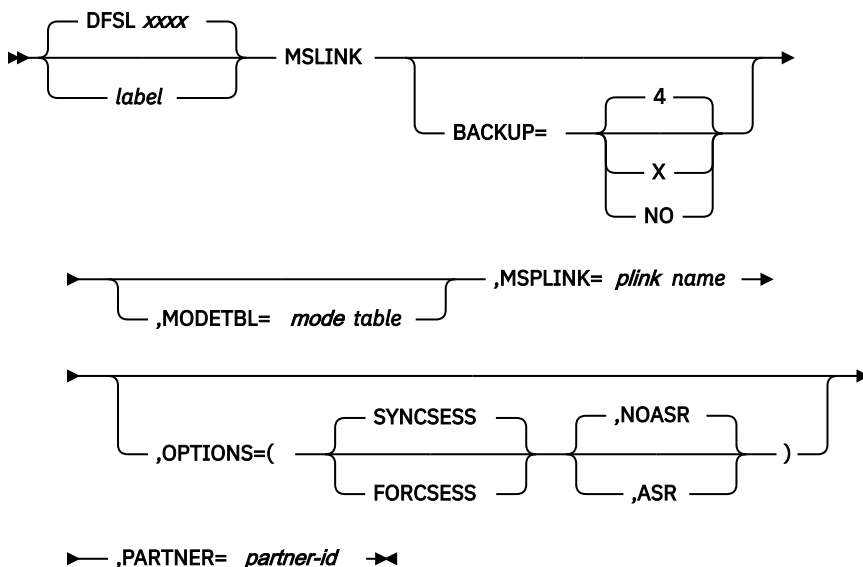 DFSL xxxx
MSLINK
label
4
BACKUP=
X
NO
,MSPLINK= plink name
,MODETBL= mode table
SYNCSESS
,NOASR
,OPTIONS=(
)
FORCSESS
,ASR
,PARTNER= partner-id